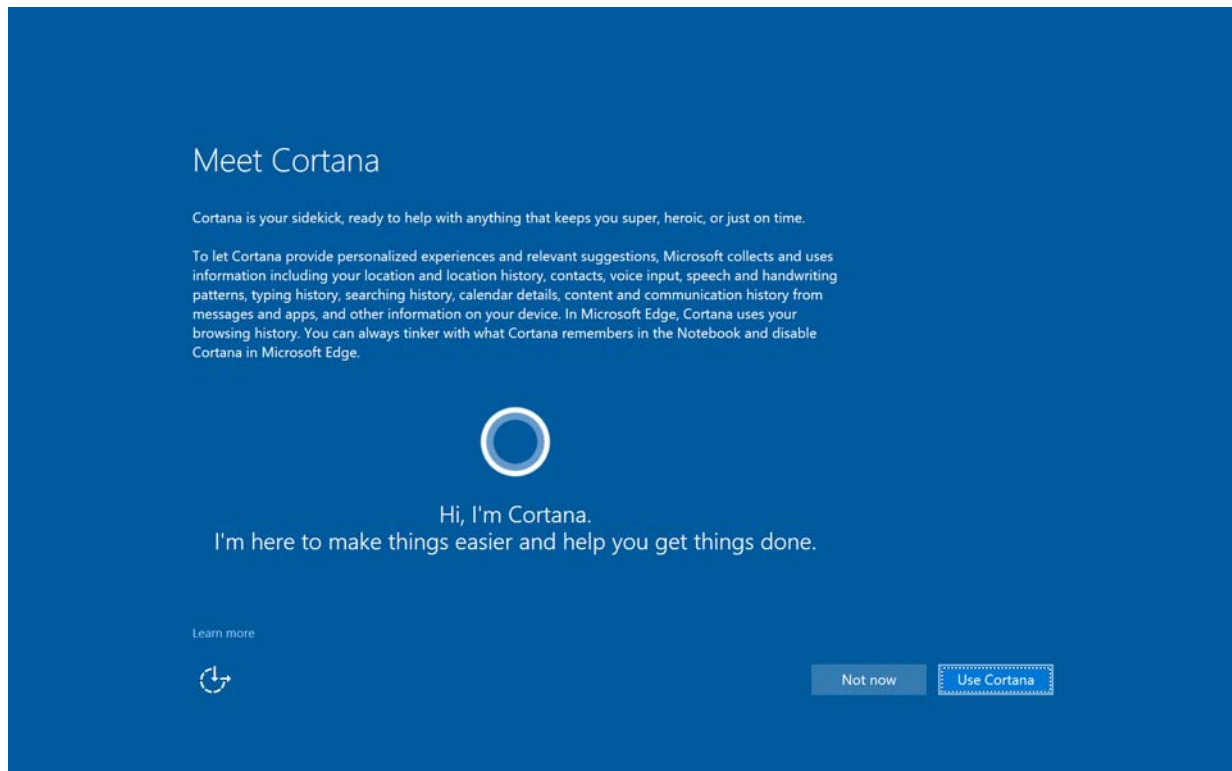 Meet Cortana
Cortana is your sidekick, ready to help with anything that keeps you super, heroic, or just on time.
To let Cortana provide personalized experiences and relevant suggestions, Microsoft collects and uses
information including your location and location history, contacts, voice input, speech and handwriting
patterns, typing history, searching history, calendar details, content and communication history from
messages and apps, and other information on your device. In Microsoft Edge, Cortana uses your
browsing history. You can always tinker with what Cortana remembers in the Notebook and disable
Cortana in Microsoft Edge.
Hi, I'm Cortana.
I'm here to make things easier and help you get things done.
Learn more
Not now
Use Cortana